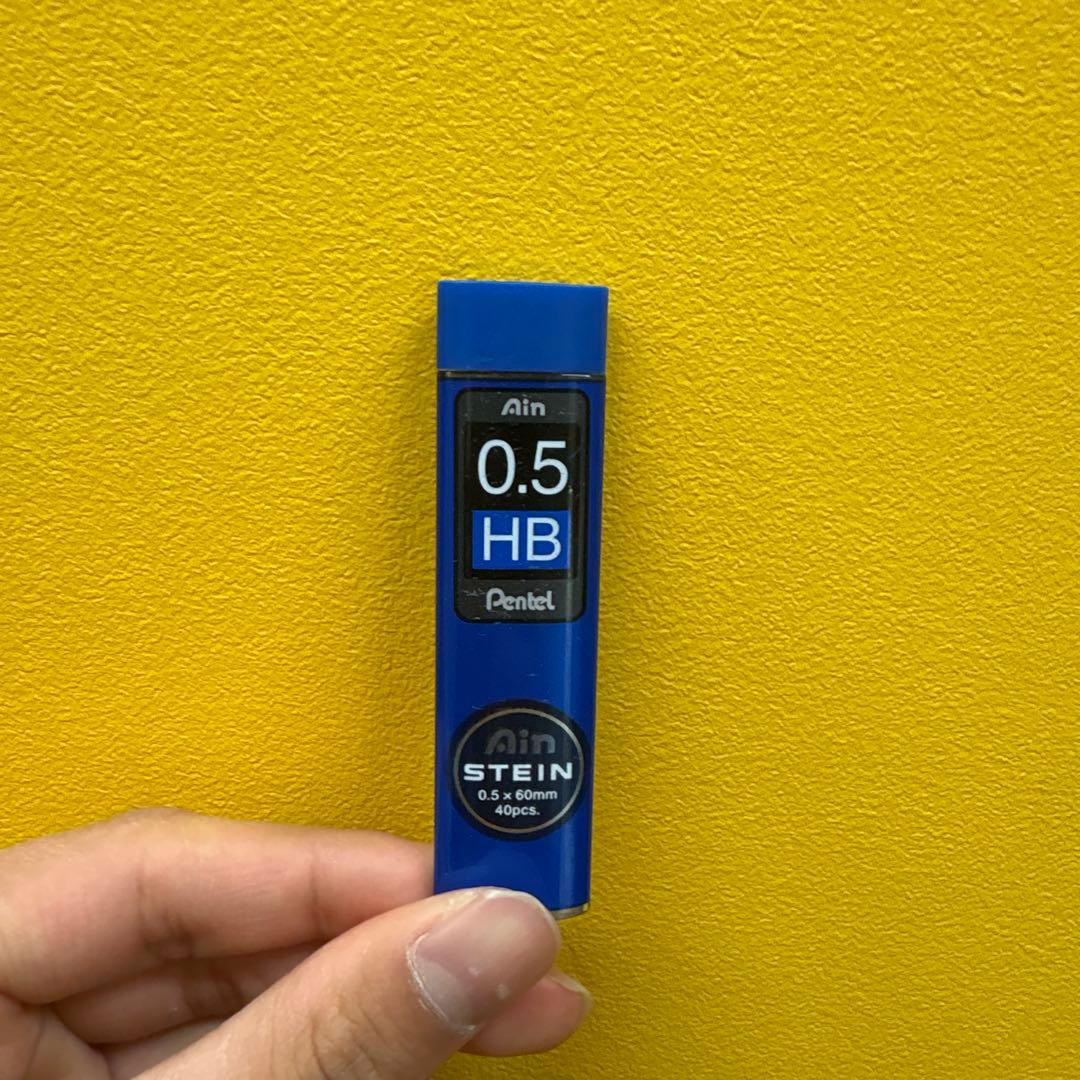 Ain
0.5
HB
Pentel
Ain
STEIN
0.5 × 60mm
40pcs.